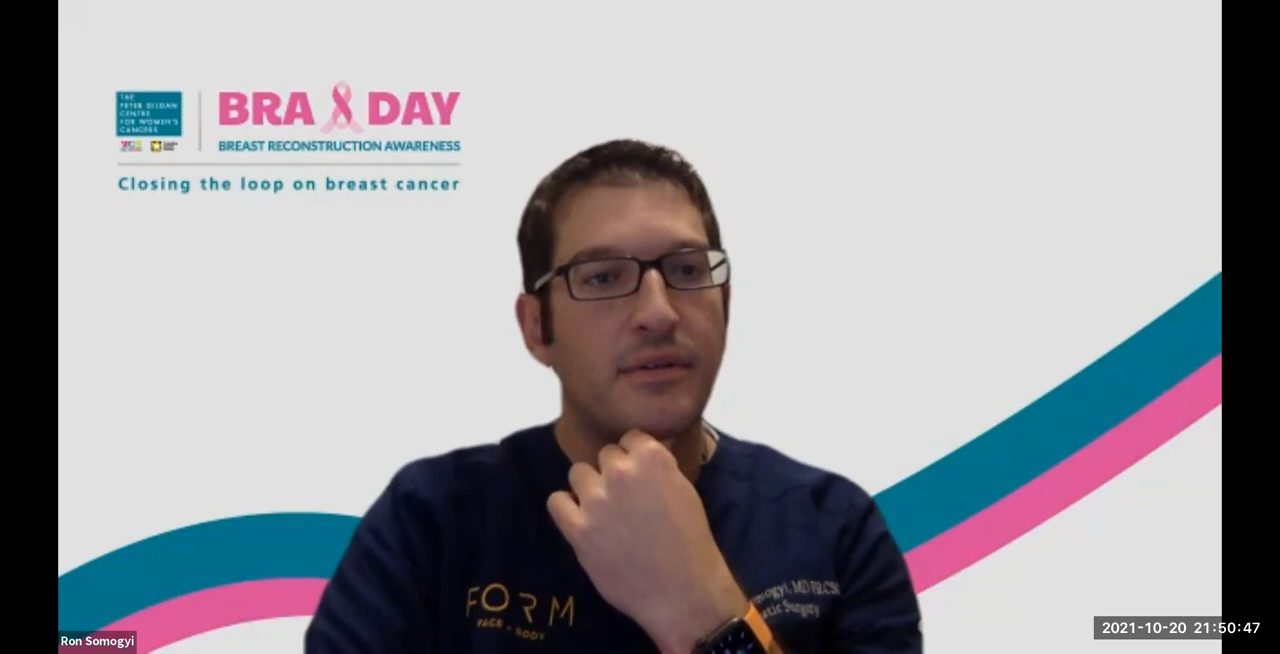 THE
PETER GILGAN
CENTRE
FOR WOMEN'S
CANCERS
BRA DAY
BREAST RECONSTRUCTION AWARENESS
Closing the loop on breast cancer
FORM
FACE + BODY
mogyi, MD FRCSC
stic Surgery
Ron Somogyi
2021-10-20 21:50:47